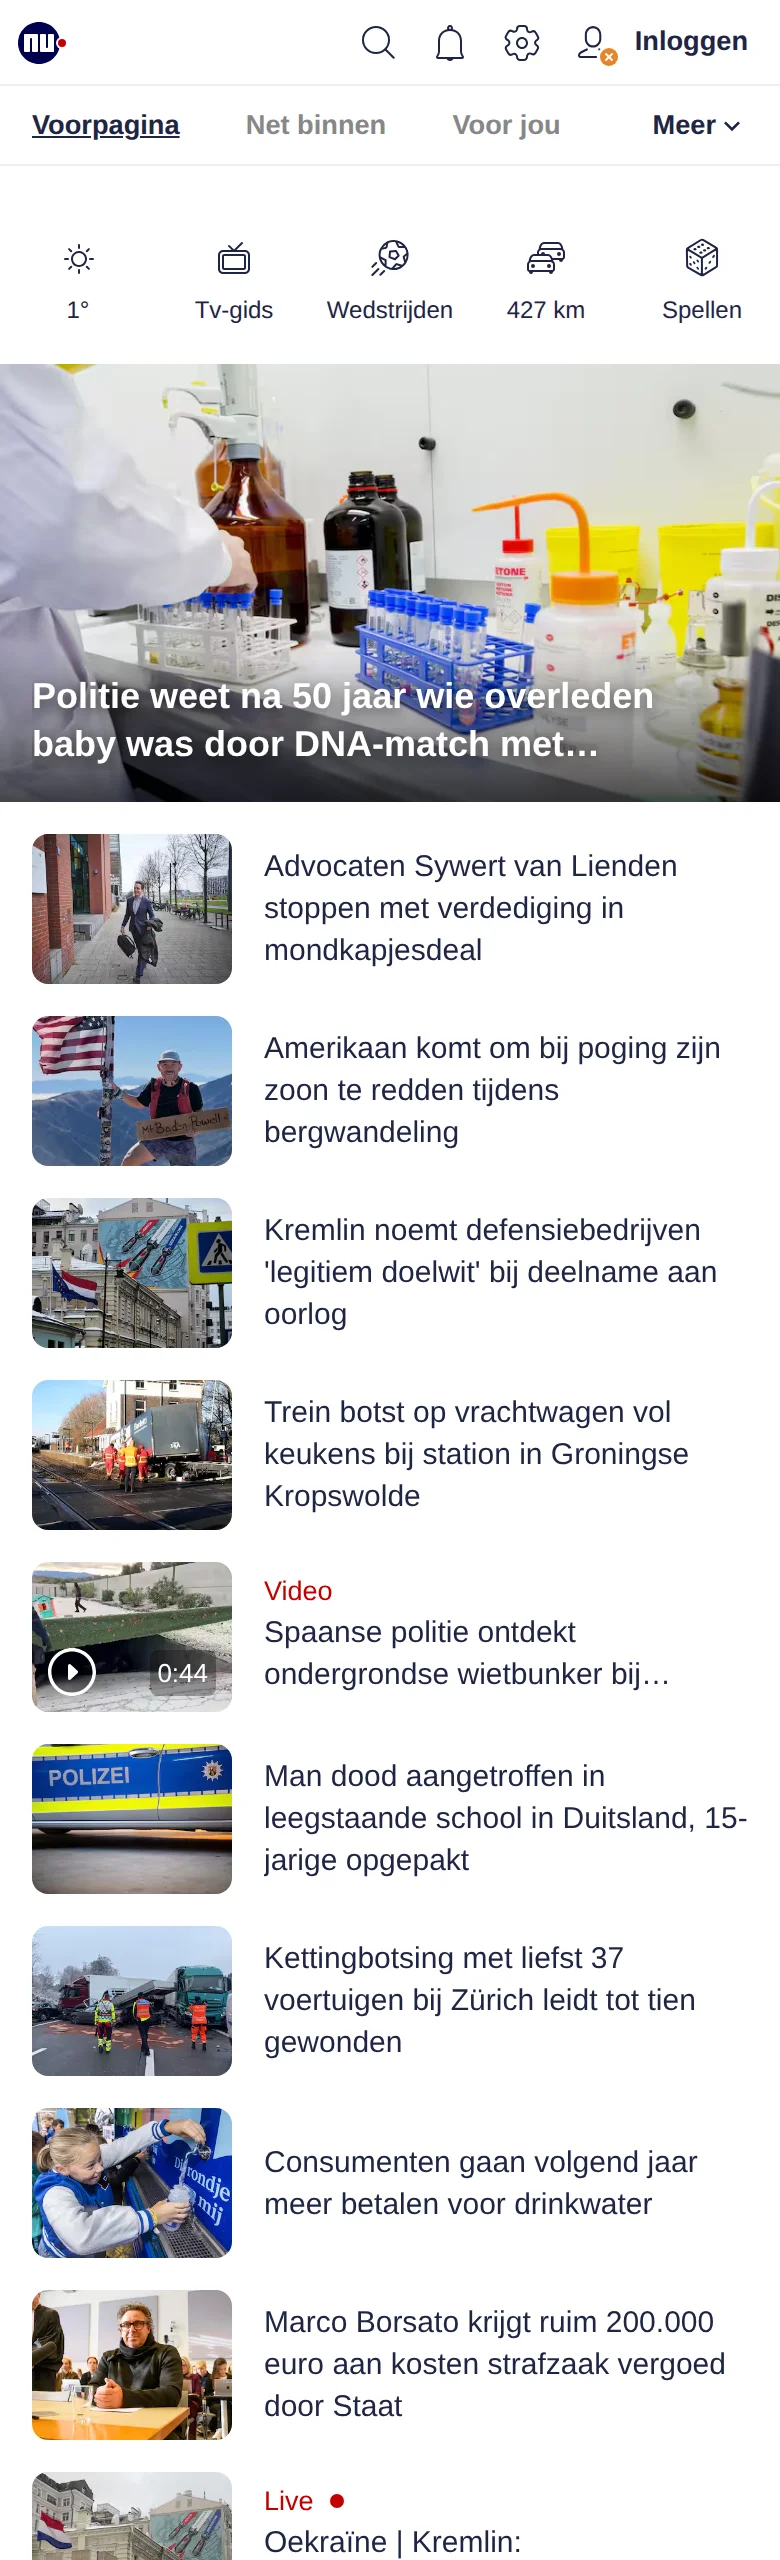 nu
Inloggen
Voorpagina
Net binnen
Voor jou
Meer
1°
Tv-gids
Wedstrijden
427 km
Spellen
ETONE
Politie weet na 50 jaar wie overleden
baby was door DNA-match met…
Advocaten Sywert van Lienden
stoppen met verdediging in
mondkapjesdeal
Mt Baden-Powell
Amerikaan komt om bij poging zijn
zoon te redden tijdens
bergwandeling
Kremlin noemt defensiebedrijven
'legitiem doelwit' bij deelname aan
oorlog
Trein botst op vrachtwagen vol
keukens bij station in Groningse
Kropswolde
0:44
Video
Spaanse politie ontdekt
ondergrondse wietbunker bij…
POLIZEI
Man dood aangetroffen in
leegstaande school in Duitsland, 15-
jarige opgepakt
Kettingbotsing met liefst 37
voertuigen bij Zürich leidt tot tien
gewonden
rondje
mij
Consumenten gaan volgend jaar
meer betalen voor drinkwater
Marco Borsato krijgt ruim 200.000
euro aan kosten strafzaak vergoed
door Staat
Live
Oekraïne | Kremlin: